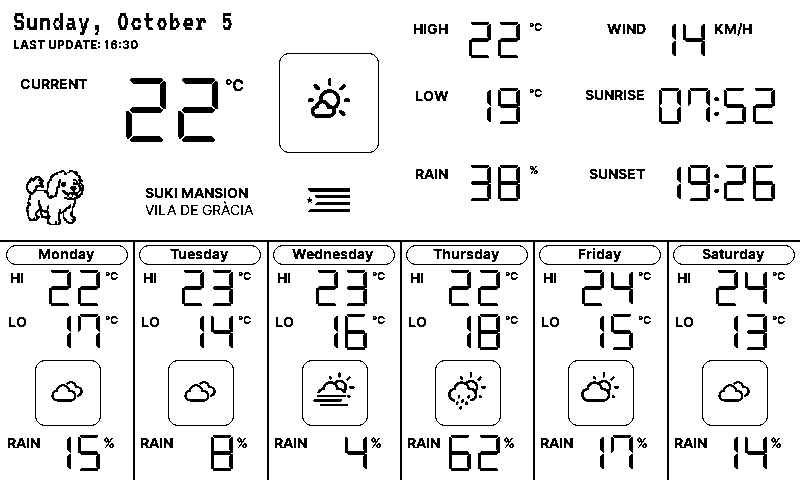 Sunday, October 5
LAST UPDATE: 16:30
CURRENT 22 °C
HIGH 22 °C
WIND 14 KM/H
LOW 19 °C
SUNRISE 07:52
RAIN 38 %
SUNSET 19:26
SUKI MANSION
VILA DE GRÀCIA
Monday
HI 22 °C
LO 17 °C
RAIN 15 %
Tuesday
HI 23 °C
LO 14 °C
RAIN 8 %
Wednesday
HI 23 °C
LO 16 °C
RAIN 4 %
Thursday
HI 22 °C
LO 18 °C
RAIN 62 %
Friday
HI 24 °C
LO 15 °C
RAIN 17 %
Saturday
HI 24 °C
LO 13 °C
RAIN 14 %